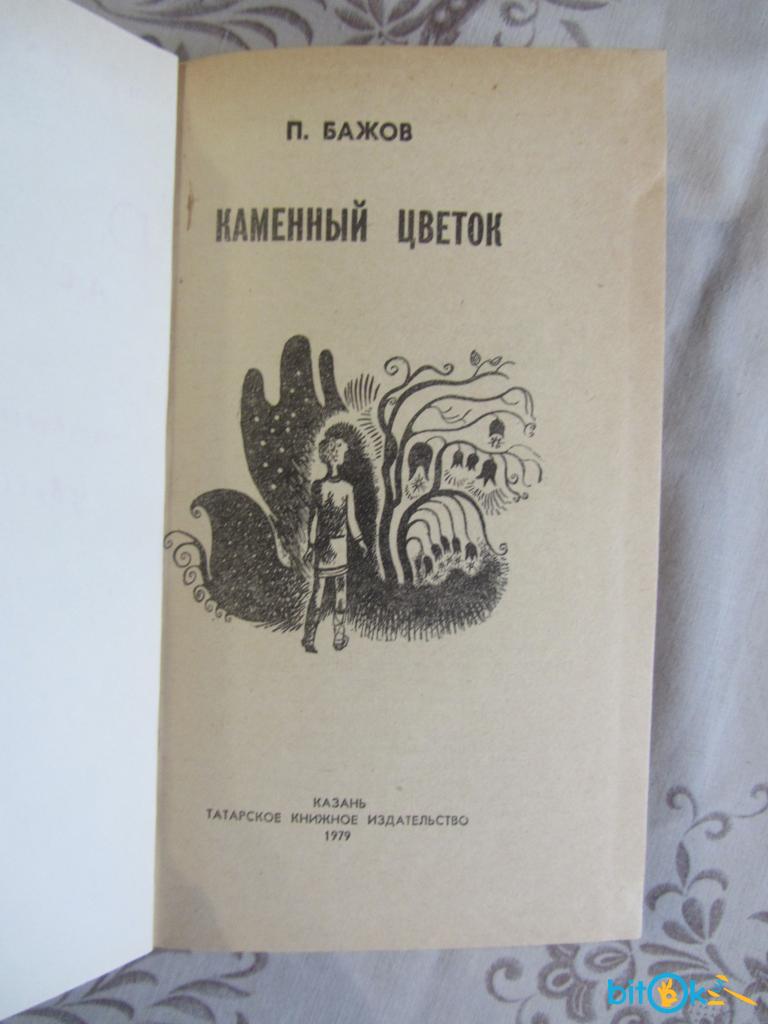 П. БАЖОВ
КАМЕННЫЙ ЦВЕТОК
КАЗАНЬ
ТАТАРСКОЕ КНИЖНОЕ ИЗДАТЕЛЬСТВО
1979
bitOk